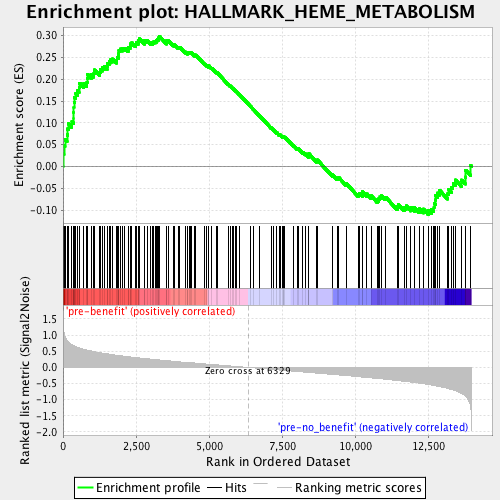 Enrichment plot: HALLMARK_HEME_METABOLISM
Enrichment score (ES)
0.30
0.25
0.20
0.15
0.10
0.05
0.00
-0.05
-0.10
'pre-benefit' (positively correlated)
Ranked list metric (Signal2Noise)
1.5
1.0
0.5
0.0
-0.5
-1.0
-1.5
-2.0
Zero cross at 6329
'pre-no_benefit' (negatively correlated)
0 2,500 5,000 7,500 10,000 12,500
Rank in Ordered Dataset
Enrichment profile Hits Ranking metric scores